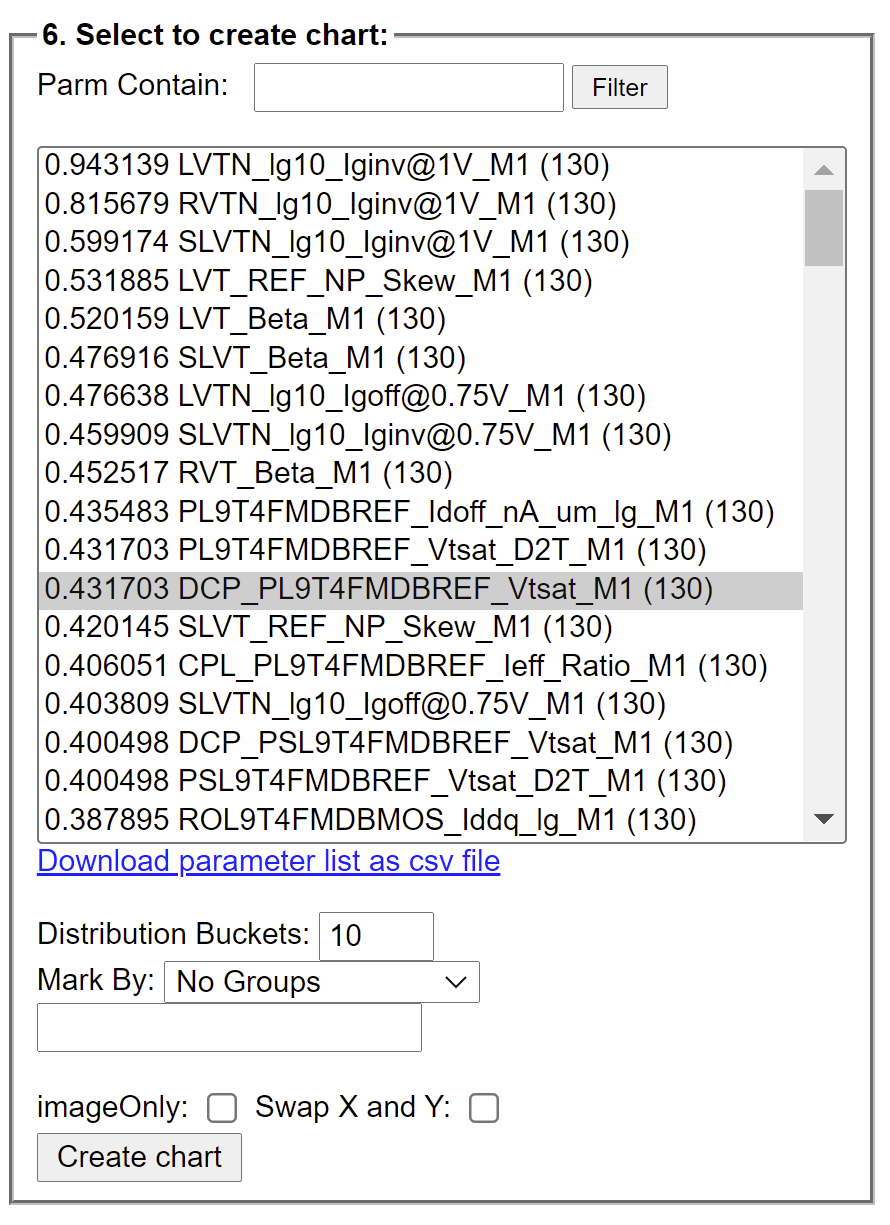 6. Select to create chart:
Parm Contain: Filter
0.943139 LVTN_lg10_Iginv@1V_M1 (130)
0.815679 RVTN_lg10_Iginv@1V_M1 (130)
0.599174 SLVTN_lg10_Iginv@1V_M1 (130)
0.531885 LVT_REF_NP_Skew_M1 (130)
0.520159 LVT_Beta_M1 (130)
0.476916 SLVT_Beta_M1 (130)
0.476638 LVTN_lg10_Igoff@0.75V_M1 (130)
0.459909 SLVTN_lg10_Iginv@0.75V_M1 (130)
0.452517 RVT_Beta_M1 (130)
0.435483 PL9T4FMDBREF_Idoff_nA_um_lg_M1 (130)
0.431703 PL9T4FMDBREF_Vtsat_D2T_M1 (130)
0.431703 DCP_PL9T4FMDBREF_Vtsat_M1 (130)
0.420145 SLVT_REF_NP_Skew_M1 (130)
0.406051 CPL_PL9T4FMDBREF_Ieff_Ratio_M1 (130)
0.403809 SLVTN_lg10_Igoff@0.75V_M1 (130)
0.400498 DCP_PSL9T4FMDBREF_Vtsat_M1 (130)
0.400498 PSL9T4FMDBREF_Vtsat_D2T_M1 (130)
0.387895 ROL9T4FMDBMOS_Iddq_lg_M1 (130)
Download parameter list as csv file
Distribution Buckets: 10
Mark By: No Groups
imageOnly: Swap X and Y:
Create chart